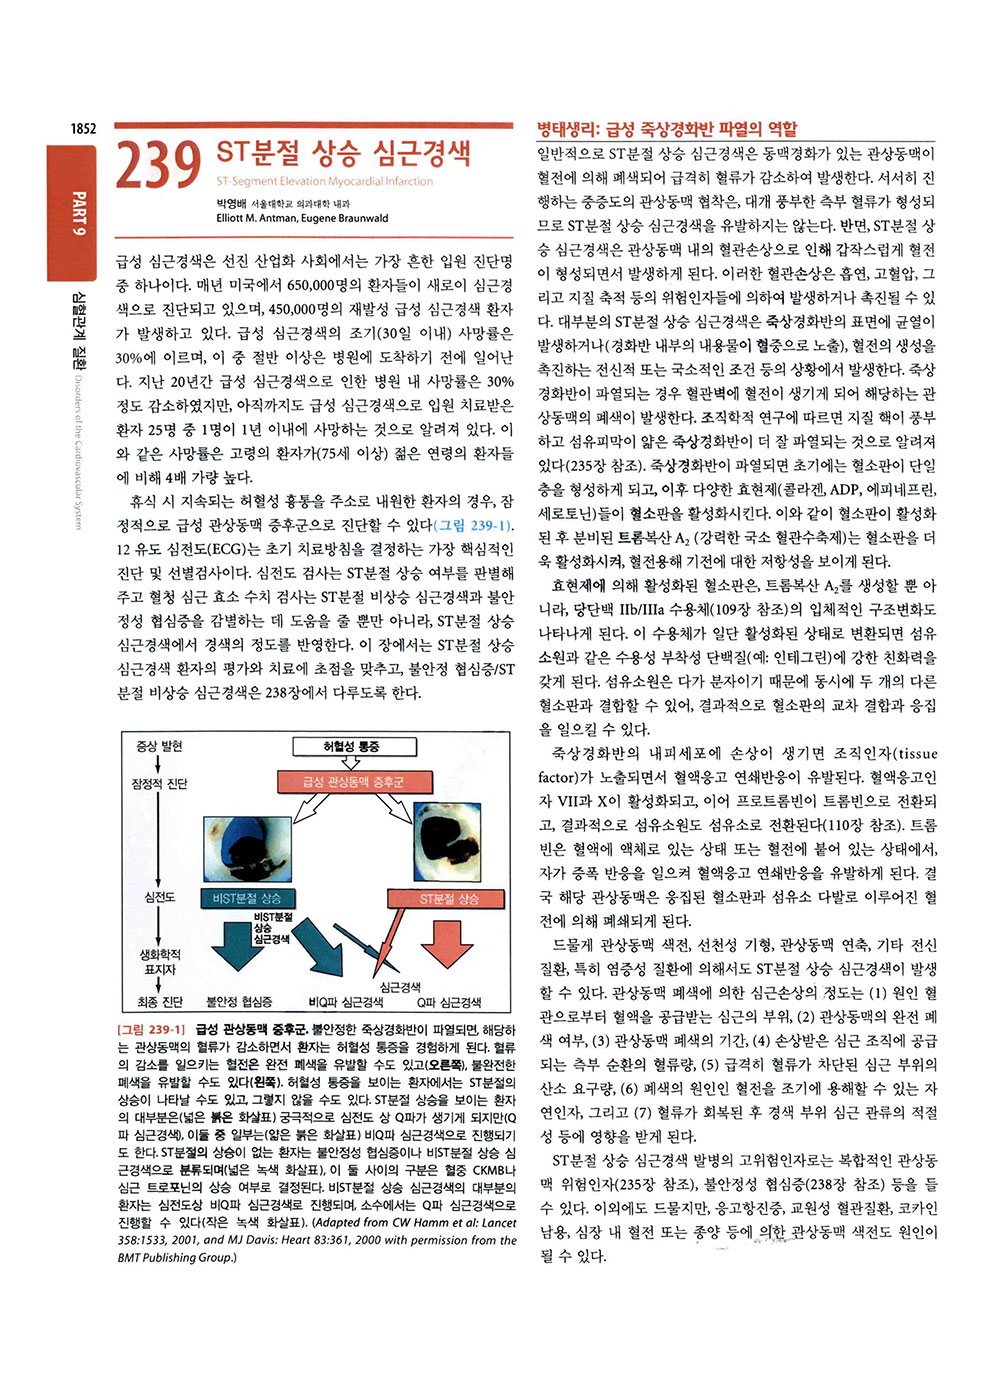 1852
PART 9
심혈관계 질환 Disorders of the Cardiovascular System
239 ST분절 상승 심근경색
ST-Segment Elevation Myocardial Infarction
박영배 서울대학교 의과대학 내과
Elliott M. Antman, Eugene Braunwald
급성 심근경색은 선진 산업화 사회에서는 가장 흔한 입원 진단명
중 하나이다. 매년 미국에서 650,000명의 환자들이 새로이 심근경
색으로 진단되고 있으며, 450,000명의 재발성 급성 심근경색 환자
가 발생하고 있다. 급성 심근경색의 조기(30일 이내) 사망률은
30%에 이르며, 이 중 절반 이상은 병원에 도착하기 전에 일어난
다. 지난 20년간 급성 심근경색으로 인한 병원 내 사망률은 30%
정도 감소하였지만, 아직까지도 급성 심근경색으로 입원 치료받은
환자 25명 중 1명이 1년 이내에 사망하는 것으로 알려져 있다. 이
와 같은 사망률은 고령의 환자가(75세 이상) 젊은 연령의 환자들
에 비해 4배 가량 높다.
휴식 시 지속되는 허혈성 흉통을 주소로 내원한 환자의 경우, 잠
정적으로 급성 관상동맥 증후군으로 진단할 수 있다(그림 239-1).
12 유도 심전도(ECG)는 초기 치료방침을 결정하는 가장 핵심적인
진단 및 선별검사이다. 심전도 검사는 ST분절 상승 여부를 판별해
주고 혈청 심근 효소 수치 검사는 ST분절 비상승 심근경색과 불안
정성 협심증을 감별하는 데 도움을 줄 뿐만 아니라, ST분절 상승
심근경색에서 경색의 정도를 반영한다. 이 장에서는 ST분절 상승
심근경색 환자의 평가와 치료에 초점을 맞추고, 불안정 협심증/ST
분절 비상승 심근경색은 238장에서 다루도록 한다.
증상 발현
허혈성 통증
잠정적 진단
급성 관상동맥 증후군
심전도
비ST분절 상승
ST분절 상승
비ST분절
상승
심근경색
생화학적
표지자
심근경색
최종 진단
불안정 협심증
비Q파 심근경색
Q파 심근경색
[그림 239-1] 급성 관상동맥 증후군. 불안정한 죽상경화반이 파열되면, 해당하
는 관상동맥의 혈류가 감소하면서 환자는 허혈성 통증을 경험하게 된다. 혈류
의 감소를 일으키는 혈전은 완전 폐색을 유발할 수도 있고(오른쪽), 불완전한
폐색을 유발할 수도 있다(왼쪽). 허혈성 통증을 보이는 환자에서는 ST분절의
상승이 나타날 수도 있고, 그렇지 않을 수도 있다. ST분절 상승을 보이는 환자
의 대부분은(넓은 붉은 화살표) 궁극적으로 심전도 상 Q파가 생기게 되지만(Q
파 심근경색), 이들 중 일부는(얇은 붉은 화살표) 비Q파 심근경색으로 진행되기
도 한다. ST분절의 상승이 없는 환자는 불안정성 협심증이나 비ST분절 상승 심
근경색으로 분류되며(넓은 녹색 화살표), 이 둘 사이의 구분은 혈중 CKMB나
심근 트로포닌의 상승 여부로 결정된다. 비ST분절 상승 심근경색의 대부분의
환자는 심전도상 비Q파 심근경색으로 진행되며, 소수에서는 Q파 심근경색으로
진행할 수 있다(작은 녹색 화살표). (Adapted from CW Hamm et al: Lancet
358:1533, 2001, and MJ Davis: Heart 83:361, 2000 with permission from the
BMT Publishing Group.)
병태생리: 급성 죽상경화반 파열의 역할
일반적으로 ST분절 상승 심근경색은 동맥경화가 있는 관상동맥이
혈전에 의해 폐색되어 급격히 혈류가 감소하여 발생한다. 서서히 진
행하는 중증도의 관상동맥 협착은, 대개 풍부한 측부 혈류가 형성되
므로 ST분절 상승 심근경색을 유발하지는 않는다. 반면, ST분절 상
승 심근경색은 관상동맥 내의 혈관손상으로 인해 갑작스럽게 혈전
이 형성되면서 발생하게 된다. 이러한 혈관손상은 흡연, 고혈압, 그
리고 지질 축적 등의 위험인자들에 의하여 발생하거나 촉진될 수 있
다. 대부분의 ST분절 상승 심근경색은 죽상경화반의 표면에 균열이
발생하거나(경화반 내부의 내용물이 혈중으로 노출), 혈전의 생성을
촉진하는 전신적 또는 국소적인 조건 등의 상황에서 발생한다. 죽상
경화반이 파열되는 경우 혈관벽에 혈전이 생기게 되어 해당하는 관
상동맥의 폐색이 발생한다. 조직학적 연구에 따르면 지질 핵이 풍부
하고 섬유피막이 얇은 죽상경화반이 더 잘 파열되는 것으로 알려져
있다(235장 참조). 죽상경화반이 파열되면 초기에는 혈소판이 단일
층을 형성하게 되고, 이후 다양한 효현제(콜라겐, ADP, 에피네프린,
세로토닌)들이 혈소판을 활성화시킨다. 이와 같이 혈소판이 활성화
된 후 분비된 트롬복산 A₂ (강력한 국소 혈관수축제)는 혈소판을 더
욱 활성화시켜, 혈전용해 기전에 대한 저항성을 보이게 된다.
효현제에 의해 활성화된 혈소판은, 트롬복산 A₂를 생성할 뿐 아
니라, 당단백 IIb/IIIa 수용체(109장 참조)의 입체적인 구조변화도
나타나게 된다. 이 수용체가 일단 활성화된 상태로 변환되면 섬유
소원과 같은 수용성 부착성 단백질(예: 인테그린)에 강한 친화력을
갖게 된다. 섬유소원은 다가 분자이기 때문에 동시에 두 개의 다른
혈소판과 결합할 수 있어, 결과적으로 혈소판의 교차 결합과 응집
을 일으킬 수 있다.
죽상경화반의 내피세포에 손상이 생기면 조직인자(tissue
factor)가 노출되면서 혈액응고 연쇄반응이 유발된다. 혈액응고인
자 VII과 X이 활성화되고, 이어 프로트롬빈이 트롬빈으로 전환되
고, 결과적으로 섬유소원도 섬유소로 전환된다(110장 참조). 트롬
빈은 혈액에 액체로 있는 상태 또는 혈전에 붙어 있는 상태에서,
자가 증폭 반응을 일으켜 혈액응고 연쇄반응을 유발하게 된다. 결
국 해당 관상동맥은 응집된 혈소판과 섬유소 다발로 이루어진 혈
전에 의해 폐쇄되게 된다.
드물게 관상동맥 색전, 선천성 기형, 관상동맥 연축, 기타 전신
질환, 특히 염증성 질환에 의해서도 ST분절 상승 심근경색이 발생
할 수 있다. 관상동맥 폐색에 의한 심근손상의 정도는 (1) 원인 혈
관으로부터 혈액을 공급받는 심근의 부위, (2) 관상동맥의 완전 폐
색 여부, (3) 관상동맥 폐색의 기간, (4) 손상받은 심근 조직에 공급
되는 측부 순환의 혈류량, (5) 급격히 혈류가 차단된 심근 부위의
산소 요구량, (6) 폐색의 원인인 혈전을 조기에 용해할 수 있는 자
연인자, 그리고 (7) 혈류가 회복된 후 경색 부위 심근 관류의 적절
성 등에 영향을 받게 된다.
ST분절 상승 심근경색 발병의 고위험인자로는 복합적인 관상동
맥 위험인자(235장 참조), 불안정성 협심증(238장 참조) 등을 들
수 있다. 이외에도 드물지만, 응고항진증, 교원성 혈관질환, 코카인
남용, 심장 내 혈전 또는 종양 등에 의한 관상동맥 색전도 원인이
될 수 있다.